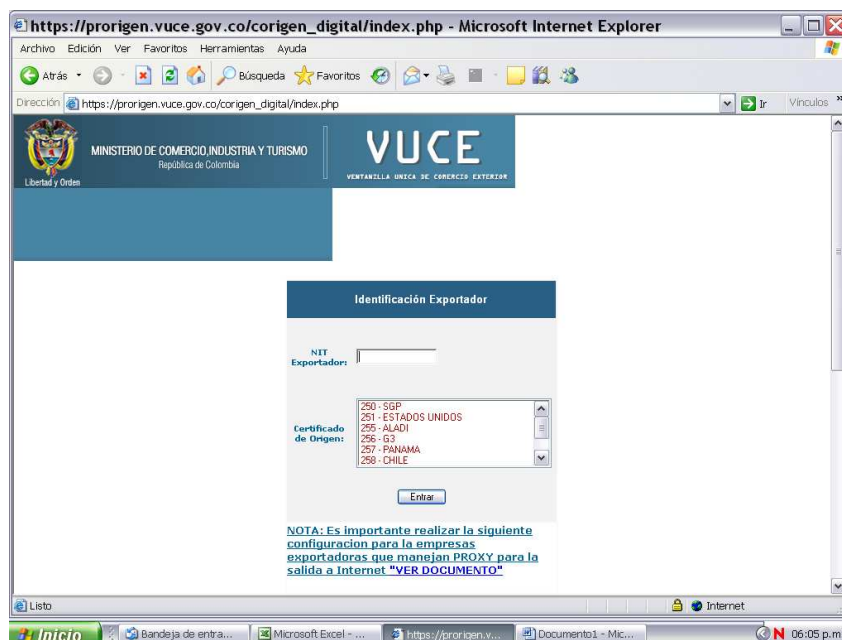 https://prorigen.vuce.gov.co/corigen_digital/index.php - Microsoft Internet Explorer
Archivo Edición Ver Favoritos Herramientas Ayuda
Atrás Búsqueda Favoritos
Dirección https://prorigen.vuce.gov.co/corigen_digital/index.php Ir Vínculos »
MINISTERIO DE COMERCIO,INDUSTRIA Y TURISMO
República de Colombia
Libertad y Orden
VUCE
VENTANILLA UNICA DE COMERCIO EXTERIOR
Identificación Exportador
NIT
Exportador:
Certificado
de Origen:
250 - SGP
251 - ESTADOS UNIDOS
255 - ALADI
256 - G3
257 - PANAMA
258 - CHILE
Entrar
NOTA: Es importante realizar la siguiente
configuracion para la empresas
exportadoras que manejan PROXY para la
salida a Internet "VER DOCUMENTO"
Listo Internet
Inicio Bandeja de entra... Microsoft Excel - ... https://prorigen.v... Documento1 - Mic... N 06:05 p.m